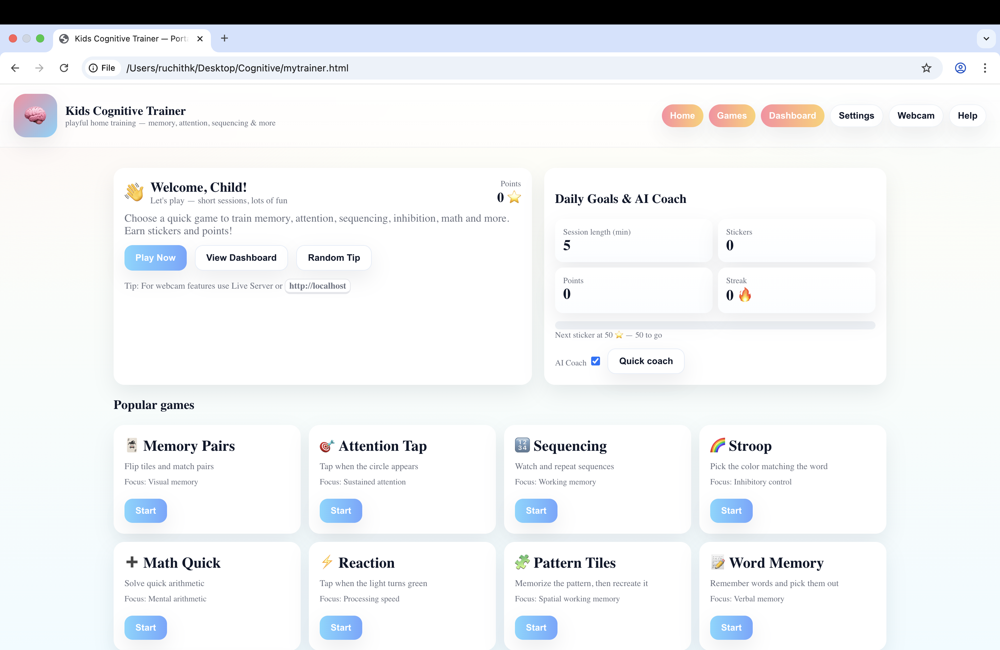 Kids Cognitive Trainer — Porta
File
/Users/ruchithk/Desktop/Cognitive/mytrainer.html
Kids Cognitive Trainer
playful home training — memory, attention, sequencing & more
Home
Games
Dashboard
Settings
Webcam
Help
👋 Welcome, Child!
Let's play — short sessions, lots of fun
Points
0 ⭐
Choose a quick game to train memory, attention, sequencing, inhibition, math and more.
Earn stickers and points!
Play Now
View Dashboard
Random Tip
Tip: For webcam features use Live Server or http://localhost
Daily Goals & AI Coach
Session length (min)
5
Stickers
0
Points
0
Streak
0 🔥
Next sticker at 50 ⭐ — 50 to go
AI Coach
Quick coach
Popular games
🃏 Memory Pairs
Flip tiles and match pairs
Focus: Visual memory
Start
🎯 Attention Tap
Tap when the circle appears
Focus: Sustained attention
Start
🔢 Sequencing
Watch and repeat sequences
Focus: Working memory
Start
🌈 Stroop
Pick the color matching the word
Focus: Inhibitory control
Start
➕ Math Quick
Solve quick arithmetic
Focus: Mental arithmetic
Start
⚡ Reaction
Tap when the light turns green
Focus: Processing speed
Start
🧩 Pattern Tiles
Memorize the pattern, then recreate it
Focus: Spatial working memory
Start
📝 Word Memory
Remember words and pick them out
Focus: Verbal memory
Start